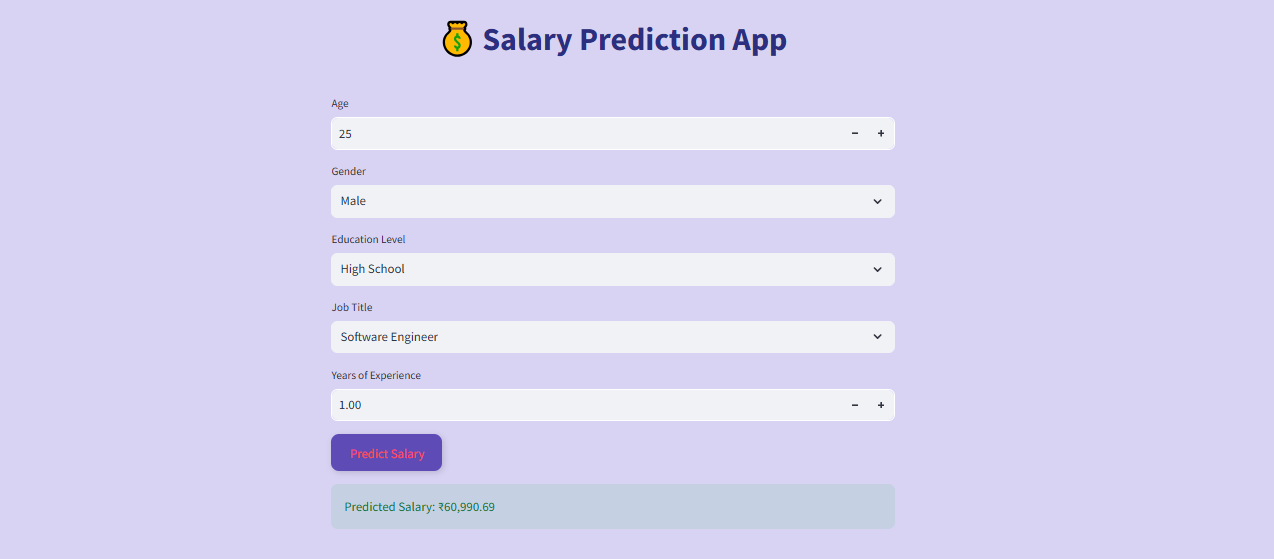 Salary Prediction App
Age
25
Gender
Male
Education Level
High School
Job Title
Software Engineer
Years of Experience
1.00
Predict Salary
Predicted Salary: ₹60,990.69